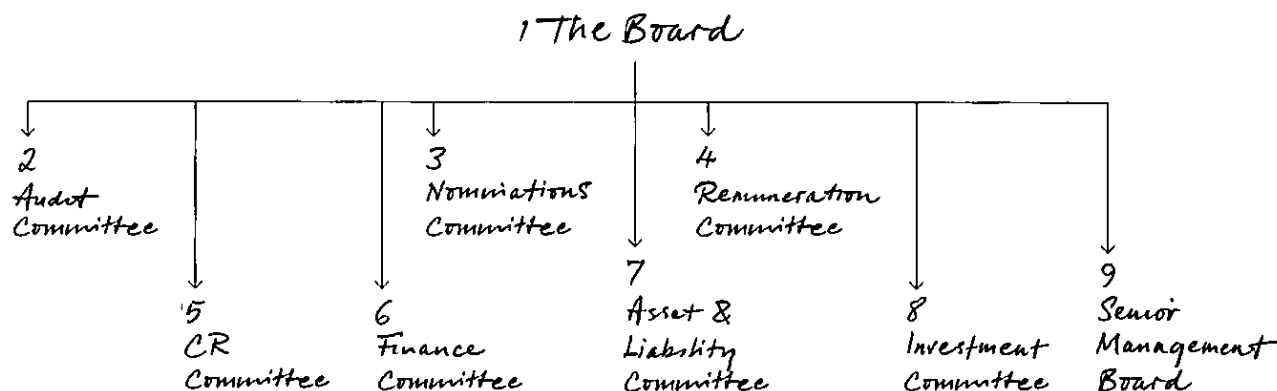 1 The Board
2
Audit
Committee
3
Nominations
Committee
4
Remuneration
Committee
5
CR
Committee
6
Finance
Committee
7
Asset &
Liability
Committee
8
Investment
Committee
9
Senior
Management
Board